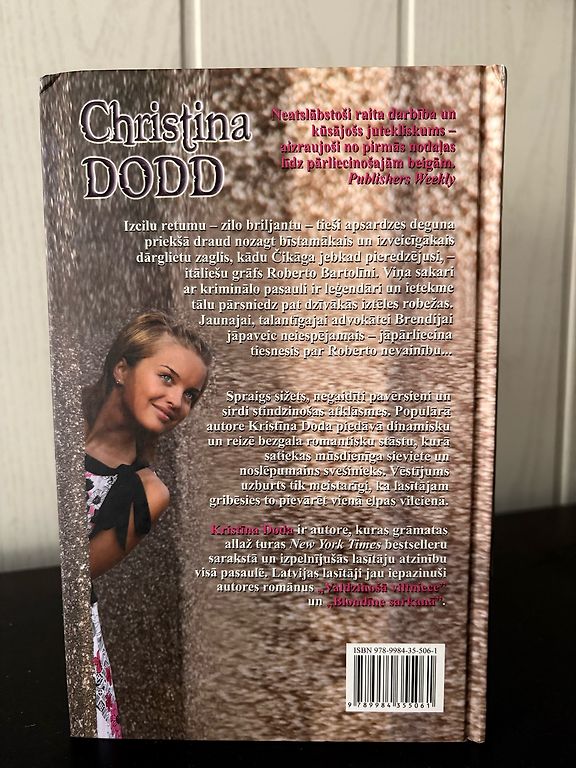 Christina
DODD
Neatslābstoši raita darbība un
kūsājošs jutekliskums –
aizraujoši no pirmās nodaļas
līdz pārliecinošajām beigām.
Publishers Weekly
Izcilu retumu – zilo briljantu – tieši apsardzes deguna
priekšā draud nozagt bīstamākais un izveicīgākais
dārglietu zaglis, kādu Čikāga jebkad pieredzējusi, –
itāliešu grāfs Roberto Bartolīni. Viņa sakari
ar kriminālo pasauli ir leģendāri un ietekme
tālu pārsniedz pat dzīvākās iztēles robežas.
Jaunajai, talantīgajai advokātei Brendijai
jāpaveic neiespējamais – jāpārliecina
tiesnesis par Roberto nevainību...
Spraigs sižets, negaidīti pavērsieni un
sirdi stindzinošas atklāsmes. Populārā
autore Kristīna Doda piedāvā dinamisku
un reizē bezgala romantisku stāstu, kurā
satiekas mūsdienīga sieviete un
noslēpumains svešinieks. Vēstījums
uzburts tik meistarīgi, ka lasītājam
gribēsies to pievārēt vienā elpas vilcienā.
Kristīna Doda ir autore, kuras grāmatas
allaž turas New York Times bestselleru
sarakstā un izpelnījušās lasītāju atzinību
visā pasaulē. Latvijas lasītāji jau iepazinuši
autores romānus „Valdzinošā viltniece”
un „Blondīne sarkanā”.
ISBN 978-9984-35-506-1
9 789984 355061